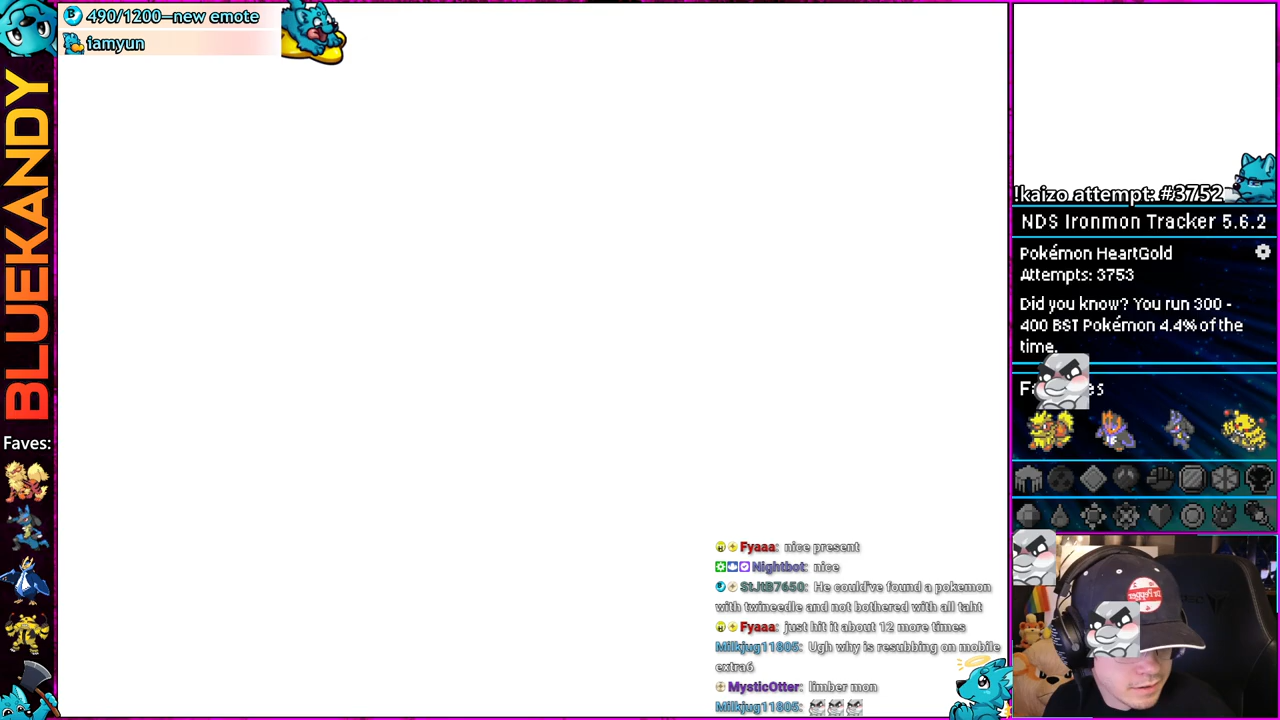 490/1200—new emote
iamyun
BLUEKANDY
Faves:
!kaizo attempt: #3752
NDS Ironmon Tracker 5.6.2
Pokémon HeartGold
Attempts: 3753
Did you know? You run 300 -
400 BST Pokémon 4.4% of the
time.
Fyaaa: nice present
Nightbot: nice
StJtB7650: He could've found a pokemon
with twineedle and not bothered with all taht
Fyaaa: just hit it about 12 more times
Milkjug11805: Ugh why is resubbing on mobile
extra6
MysticOtter: limber mon
Milkjug11805: